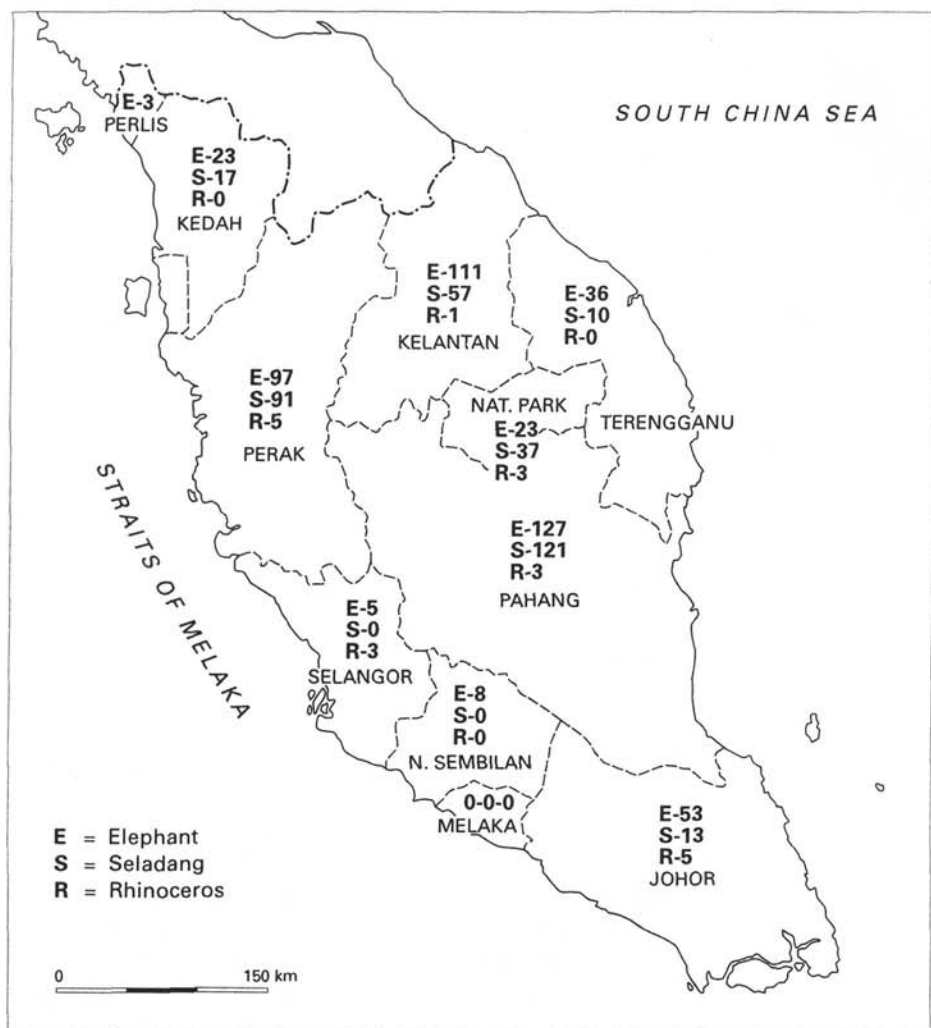 SOUTH CHINA SEA
E-3
PERLIS
E-23
S-17
R-0
KEDAH
E-111
S-57
R-1
KELANTAN
E-36
S-10
R-0
TERENGGANU
E-97
S-91
R-5
PERAK
NAT. PARK
E-23
S-37
R-3
E-127
S-121
R-3
PAHANG
STRAITS OF MELAKA
E-5
S-0
R-3
SELANGOR
E-8
S-0
R-0
N. SEMBILAN
0-0-0
MELAKA
E-53
S-13
R-5
JOHOR
E = Elephant
S = Seladang
R = Rhinoceros
0 150 km